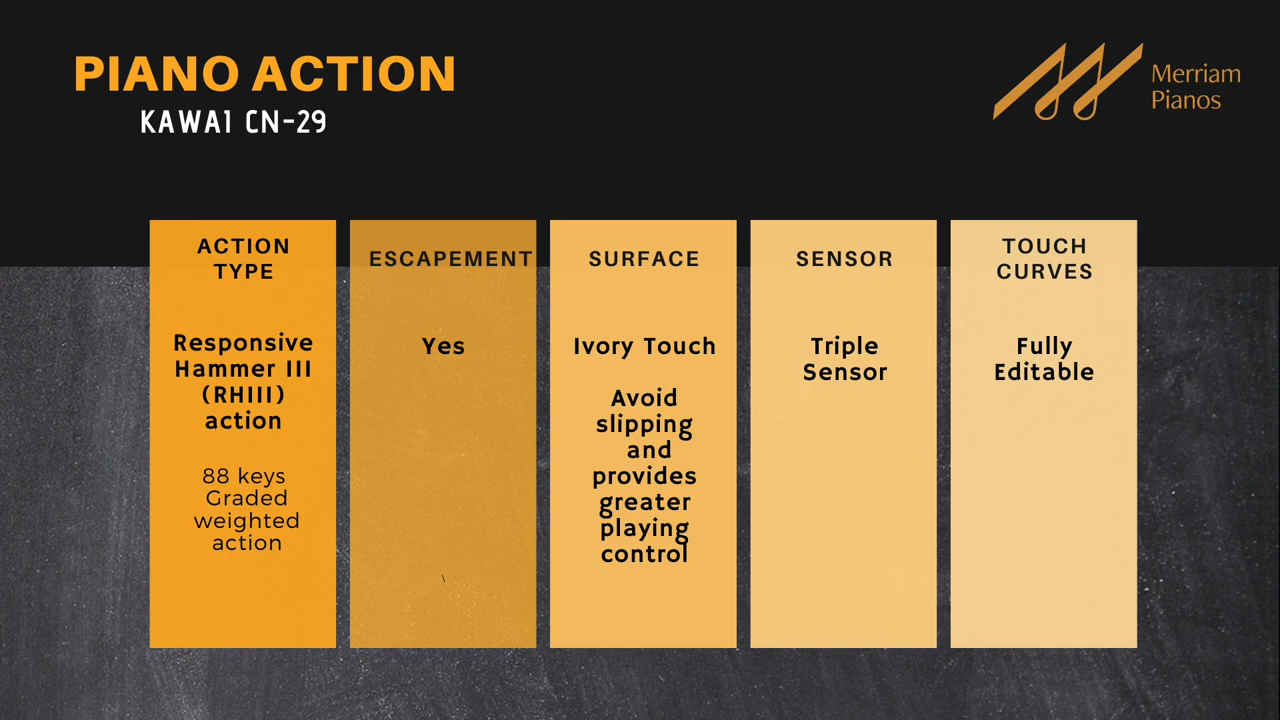 PIANO ACTION
KAWAI CN-29
Merriam
Pianos
ACTION
TYPE
Responsive
Hammer III
(RHIII)
action
88 keys
Graded
weighted
action
ESCAPEMENT
Yes
\
SURFACE
Ivory Touch
Avoid
slipping
and
provides
greater
playing
control
SENSOR
Triple
Sensor
TOUCH
CURVES
Fully
Editable